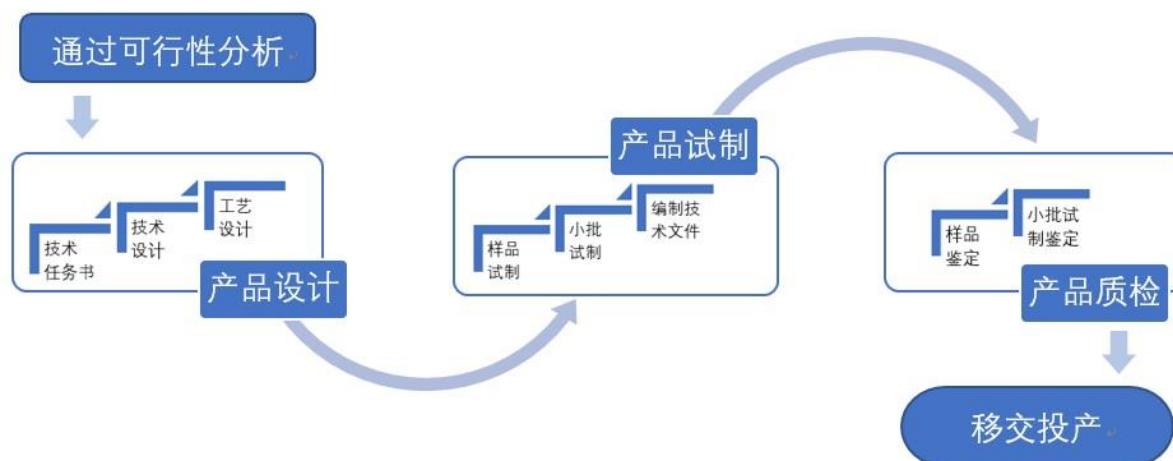 通过可行性分析
技术
任务书
技术
设计
工艺
设计
产品设计
产品试制
样品
试制
小批
试制
编制技
术文件
样品
鉴定
小批试
制鉴定
产品质检
移交投产